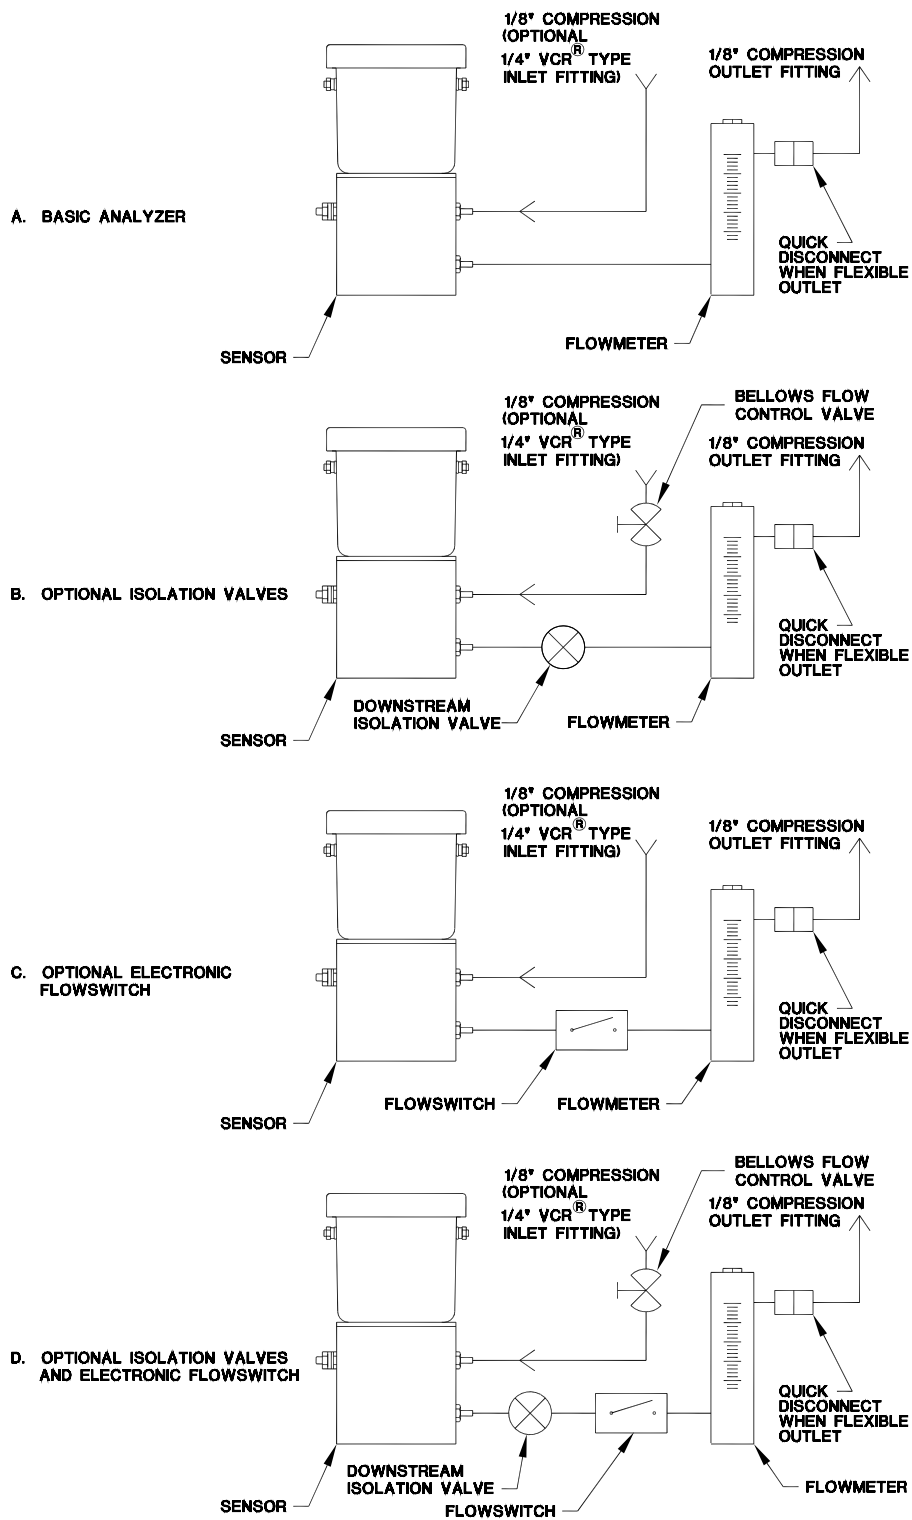 1/8" COMPRESSION
(OPTIONAL
1/4" VCR® TYPE
INLET FITTING)
1/8" COMPRESSION
OUTLET FITTING
A. BASIC ANALYZER
QUICK
DISCONNECT
WHEN FLEXIBLE
OUTLET
SENSOR
FLOWMETER
1/8" COMPRESSION
(OPTIONAL
1/4" VCR® TYPE
INLET FITTING)
BELLOWS FLOW
CONTROL VALVE
1/8" COMPRESSION
OUTLET FITTING
B. OPTIONAL ISOLATION VALVES
QUICK
DISCONNECT
WHEN FLEXIBLE
OUTLET
DOWNSTREAM
ISOLATION VALVE
FLOWMETER
SENSOR
1/8" COMPRESSION
(OPTIONAL
1/4" VCR® TYPE
INLET FITTING)
1/8" COMPRESSION
OUTLET FITTING
C. OPTIONAL ELECTRONIC
FLOWSWITCH
QUICK
DISCONNECT
WHEN FLEXIBLE
OUTLET
FLOWSWITCH
FLOWMETER
SENSOR
1/8" COMPRESSION
(OPTIONAL
1/4" VCR® TYPE
INLET FITTING)
BELLOWS FLOW
CONTROL VALVE
1/8" COMPRESSION
OUTLET FITTING
D. OPTIONAL ISOLATION VALVES
AND ELECTRONIC FLOWSWITCH
QUICK
DISCONNECT
WHEN FLEXIBLE
OUTLET
DOWNSTREAM
ISOLATION VALVE
FLOWMETER
SENSOR
FLOWSWITCH